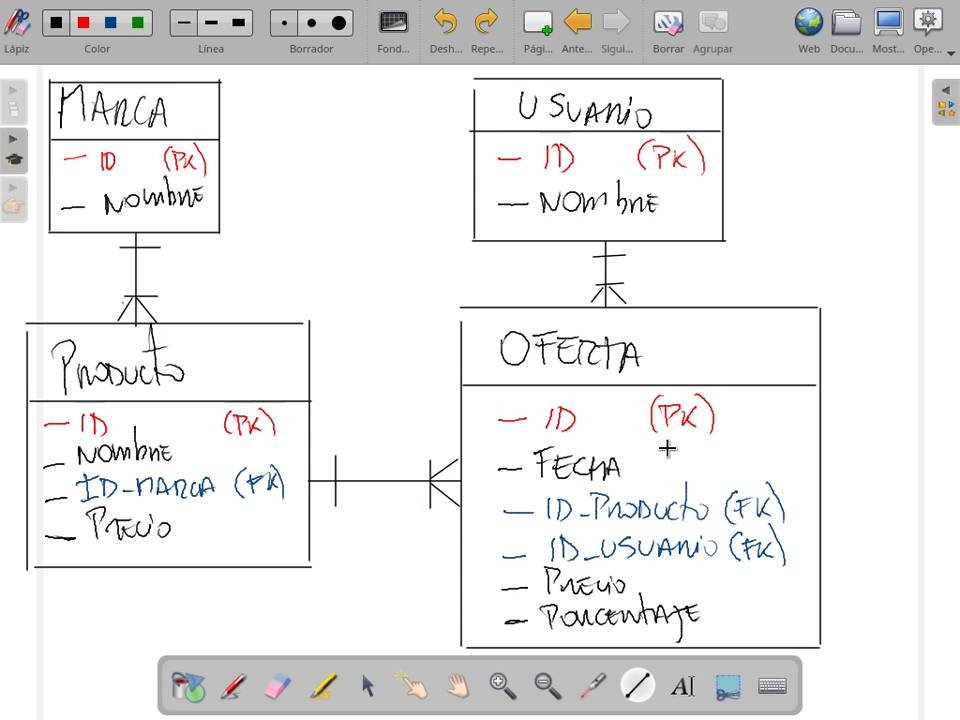 Lápiz
Color
Línea
Borrador
Fond...
Desh...
Repe...
Pági...
Ante...
Sigui...
Borrar
Agrupar
Web
Docu...
Most...
Ope...
MARCA
- ID (PK)
- Nombre
USUARIO
- ID (PK)
- Nombre
PRODUCTO
- ID (PK)
- Nombre
- ID_MARCA (FK)
- PRECIO
OFERTA
- ID (PK)
- FECHA
- ID_PRODUCTO (FK)
- ID_USUARIO (FK)
- PRECIO
- PORCENTAJE